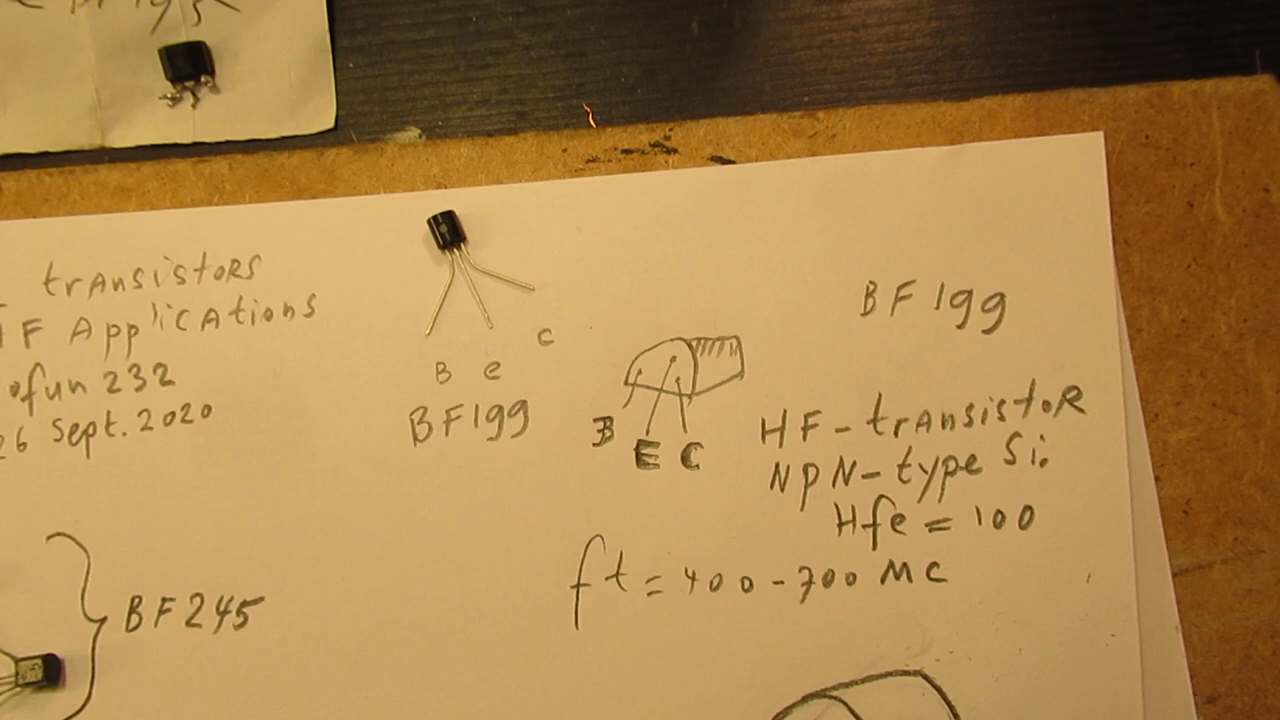 transistors
HF Applications
ofun 232
26 Sept. 2020
B e c
BF199
B E C
BF199
HF-transistor
NPN-type Si.
Hfe = 100
ft = 400-700 MC
BF245